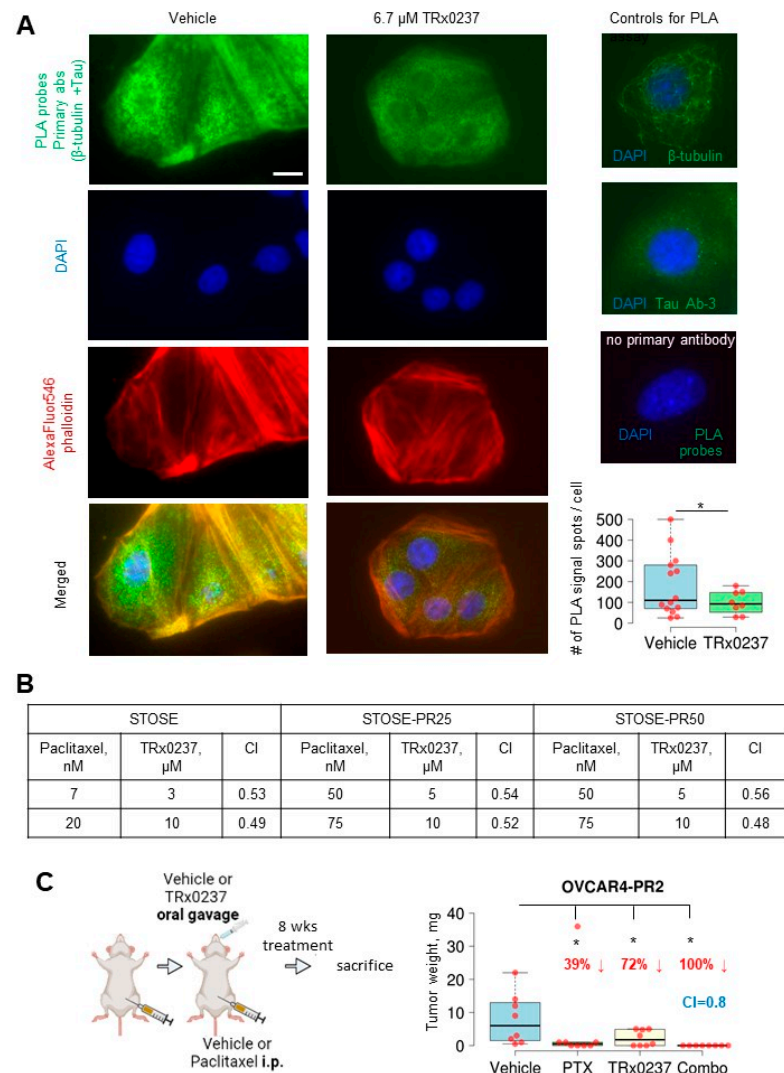 A
Vehicle
6.7 µM TRx0237
Controls for PLA
PLA probes
Primary abs
(β-tubulin +Tau)
DAPI β-tubulin
DAPI
DAPI Tau Ab-3
no primary antibody
AlexaFluor546
phalloidin
DAPI PLA
probes
Merged
# of PLA signal spots / cell
500
400
300
200
100
0
*
Vehicle TRx0237
B
STOSE STOSE-PR25 STOSE-PR50
Paclitaxel, nM TRx0237, µM CI Paclitaxel, nM TRx0237, µM CI Paclitaxel, nM TRx0237, µM CI
7 3 0.53 50 5 0.54 50 5 0.56
20 10 0.49 75 10 0.52 75 10 0.48
C
Vehicle or
TRx0237
oral gavage
8 wks
treatment
sacrifice
Vehicle or
Paclitaxel i.p.
OVCAR4-PR2
Tumor weight, mg
40
30
20
10
0
* * *
39% ↓ 72% ↓ 100% ↓
CI=0.8
Vehicle PTX TRx0237 Combo